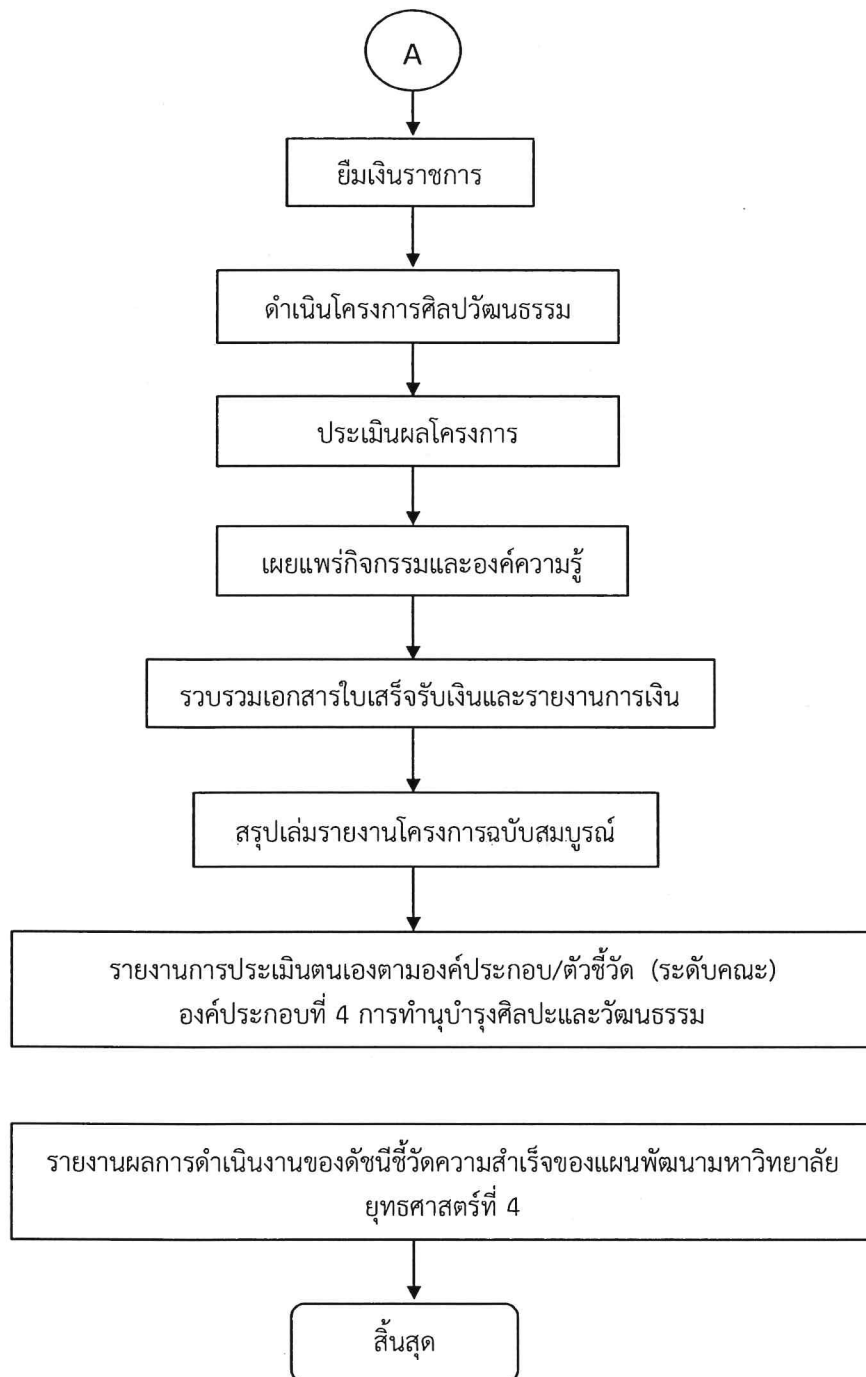 A
ยืมเงินราชการ
ดำเนินโครงการศิลปวัฒนธรรม
ประเมินผลโครงการ
เผยแพร่กิจกรรมและองค์ความรู้
รวบรวมเอกสารใบเสร็จรับเงินและรายงานการเงิน
สรุปเล่มรายงานโครงการฉบับสมบูรณ์
รายงานการประเมินตนเองตามองค์ประกอบ/ตัวชี้วัด (ระดับคณะ)
องค์ประกอบที่ 4 การทำนุบำรุงศิลปะและวัฒนธรรม
รายงานผลการดำเนินงานของดัชนีชี้วัดความสำเร็จของแผนพัฒนามหาวิทยาลัย
ยุทธศาสตร์ที่ 4
สิ้นสุด